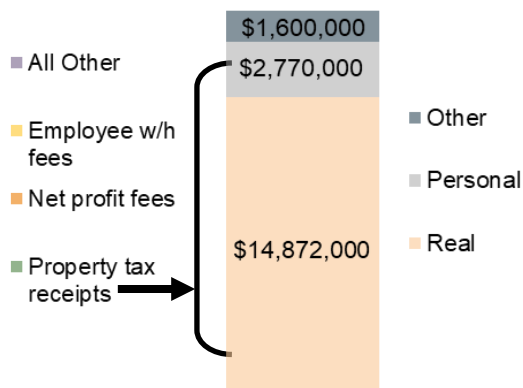 All Other
Employee w/h
fees
Net profit fees
Property tax
receipts
$1,600,000
$2,770,000
$14,872,000
Other
Personal
Real